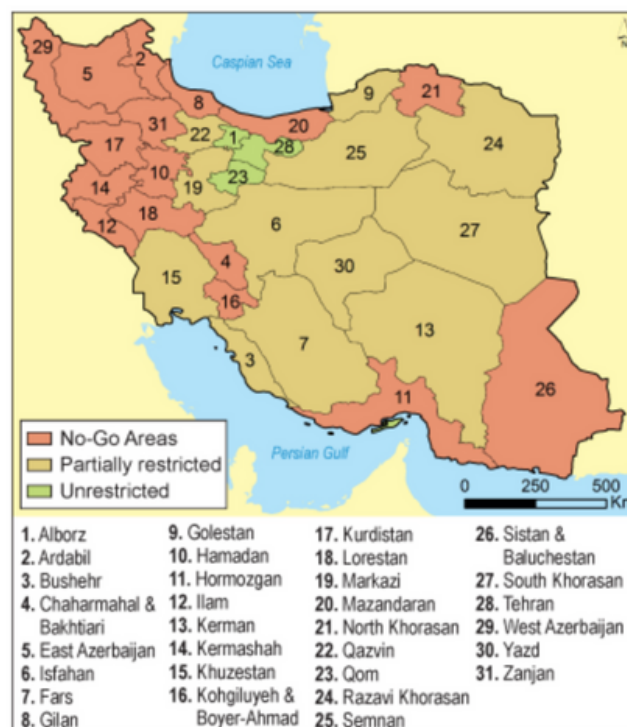 Caspian Sea
29
2
5
8
9
21
31
20
22
1
28
25
24
17
10
19
23
14
18
6
27
12
4
30
15
16
13
7
3
26
11
No-Go Areas
Partially restricted
Unrestricted
Persian Gulf
0 250 500
Km
1. Alborz
2. Ardabil
3. Bushehr
4. Chaharmahal &
Bakhtiari
5. East Azerbaijan
6. Isfahan
7. Fars
8. Gilan
9. Golestan
10. Hamadan
11. Hormozgan
12. Ilam
13. Kerman
14. Kermashah
15. Khuzestan
16. Kohgiluyeh &
Boyer-Ahmad
17. Kurdistan
18. Lorestan
19. Markazi
20. Mazandaran
21. North Khorasan
22. Qazvin
23. Qom
24. Razavi Khorasan
25. Semnan
26. Sistan &
Baluchestan
27. South Khorasan
28. Tehran
29. West Azerbaijan
30. Yazd
31. Zanjan